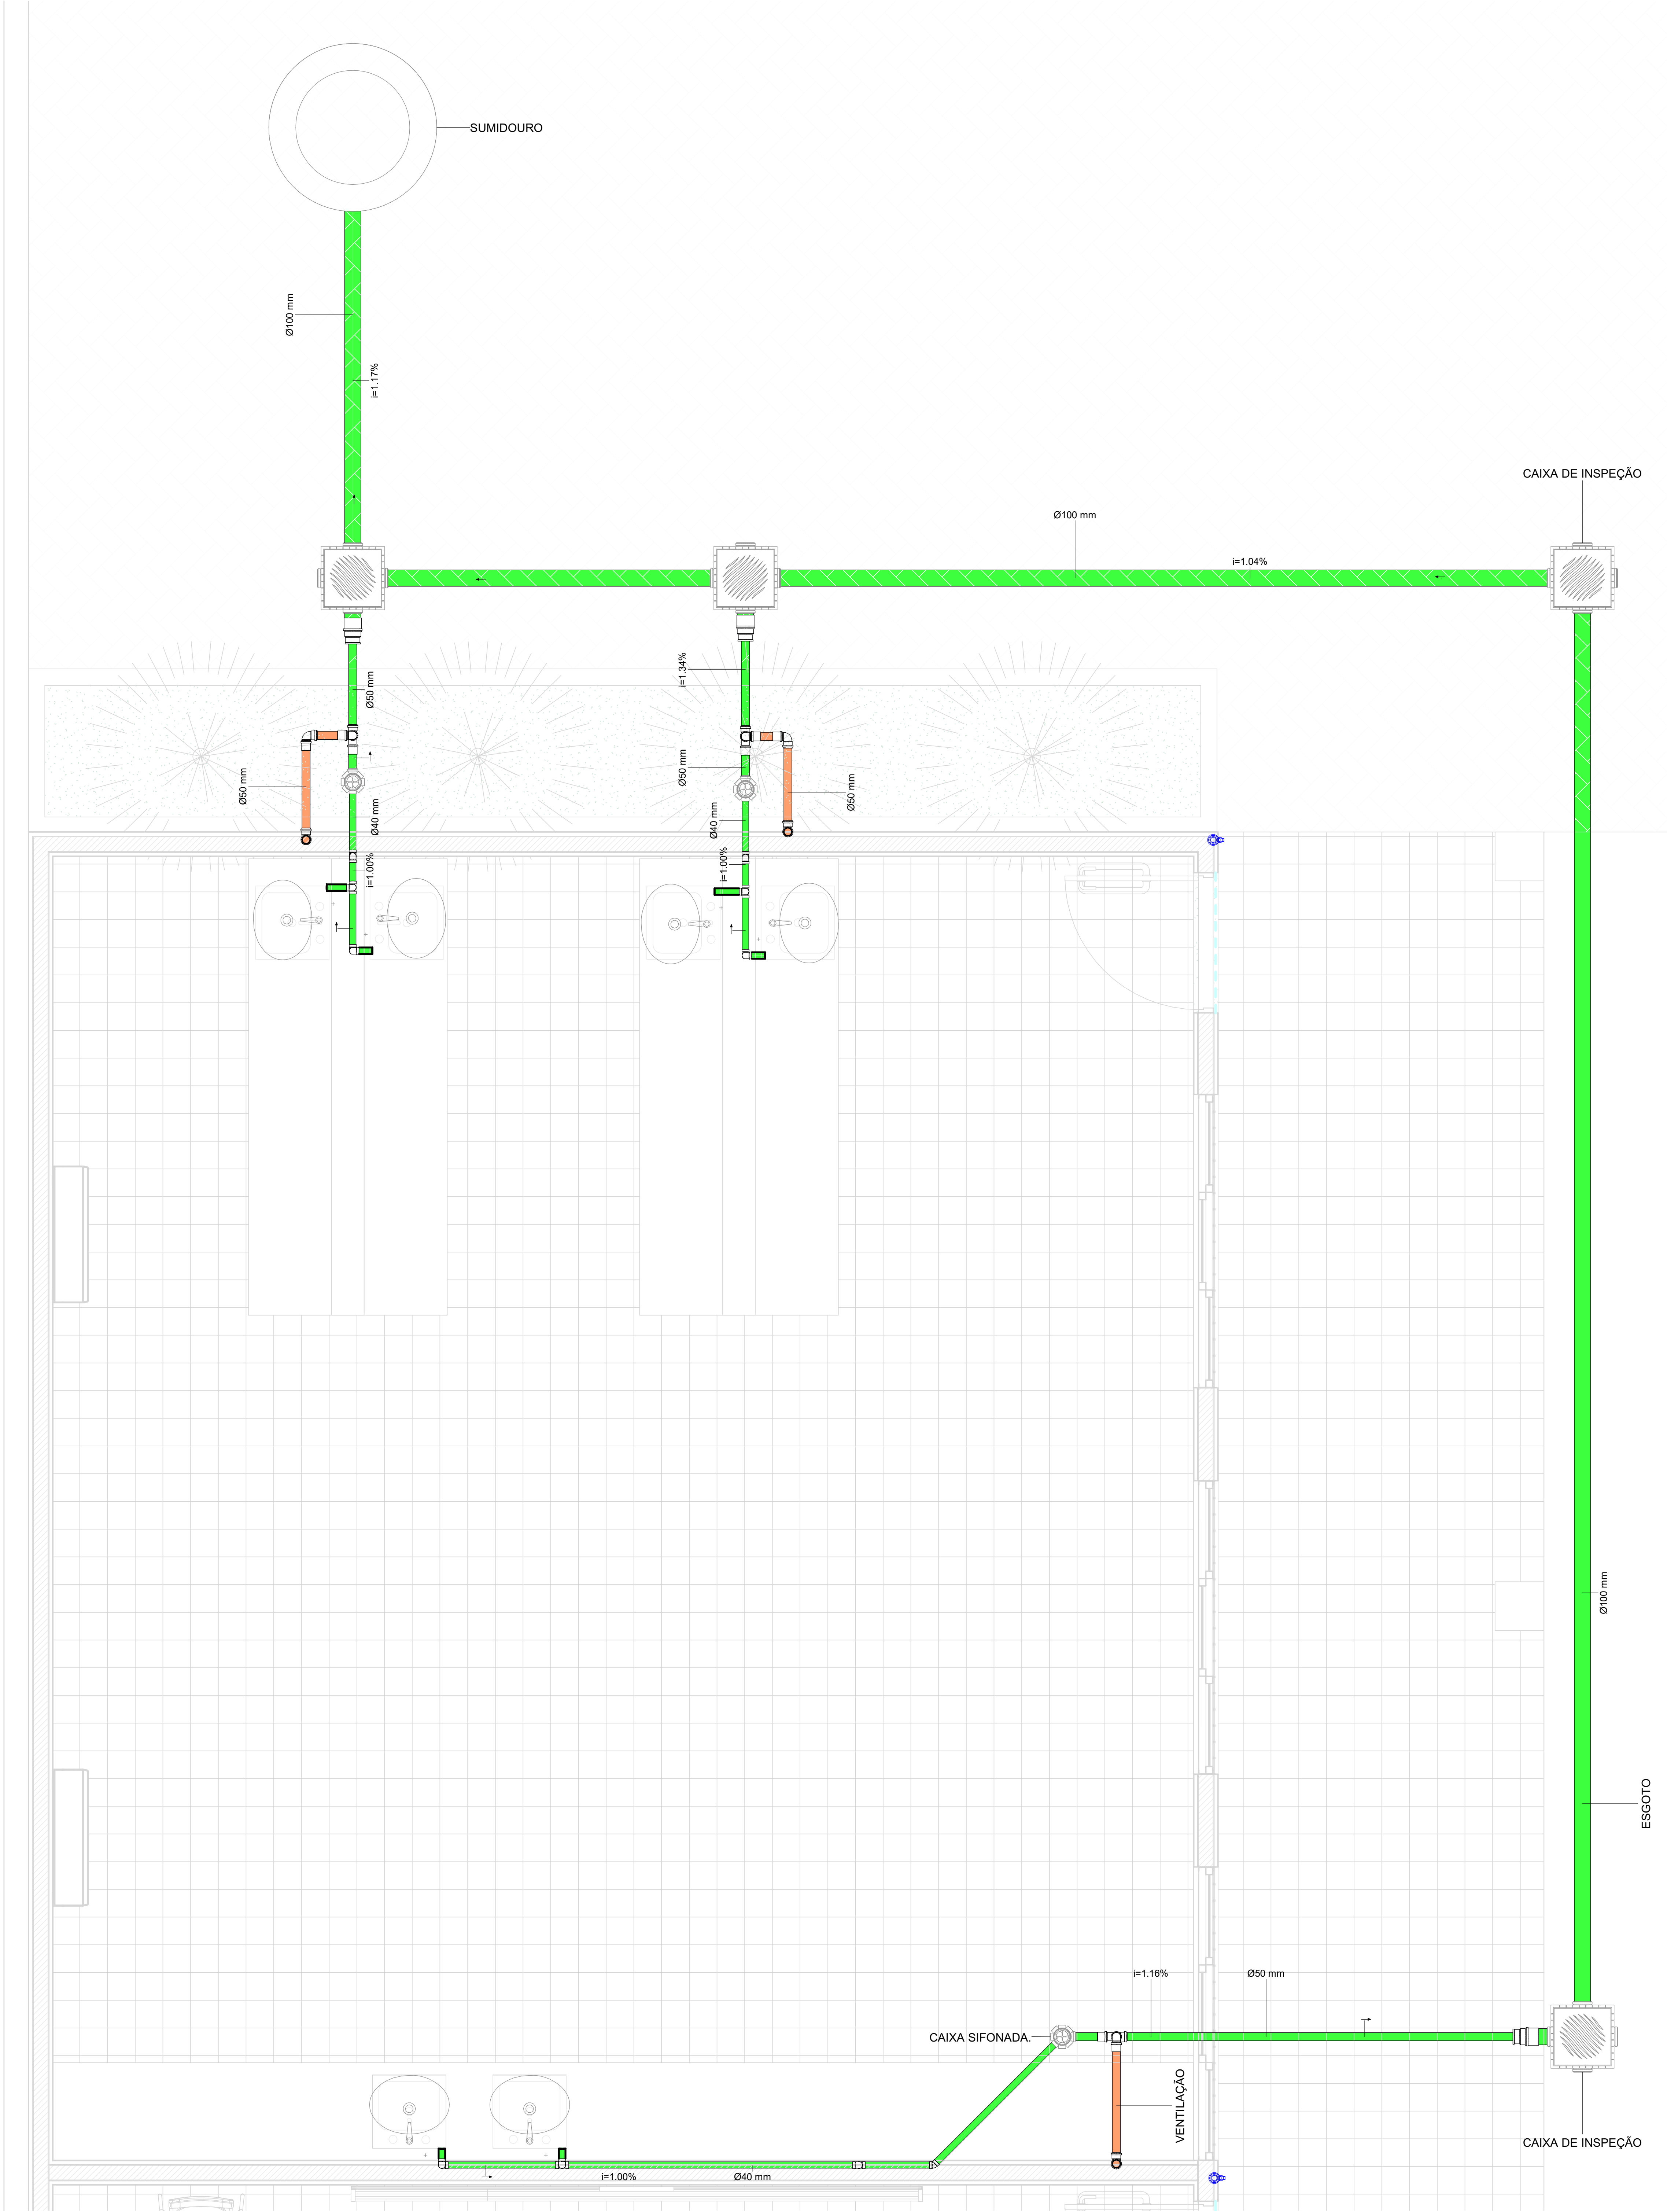 SUMIDOURO
Ø100 mm
i=1.17%
CAIXA DE INSPEÇÃO
Ø100 mm
i=1.04%
Ø50 mm
i=1.34%
Ø50 mm
Ø50 mm
Ø50 mm
Ø40 mm
Ø40 mm
i=1.00%
i=1.00%
Ø100 mm
ESGOTO
i=1.16%
Ø50 mm
CAIXA SIFONADA.
VENTILAÇÃO
CAIXA DE INSPEÇÃO
i=1.00%
Ø40 mm